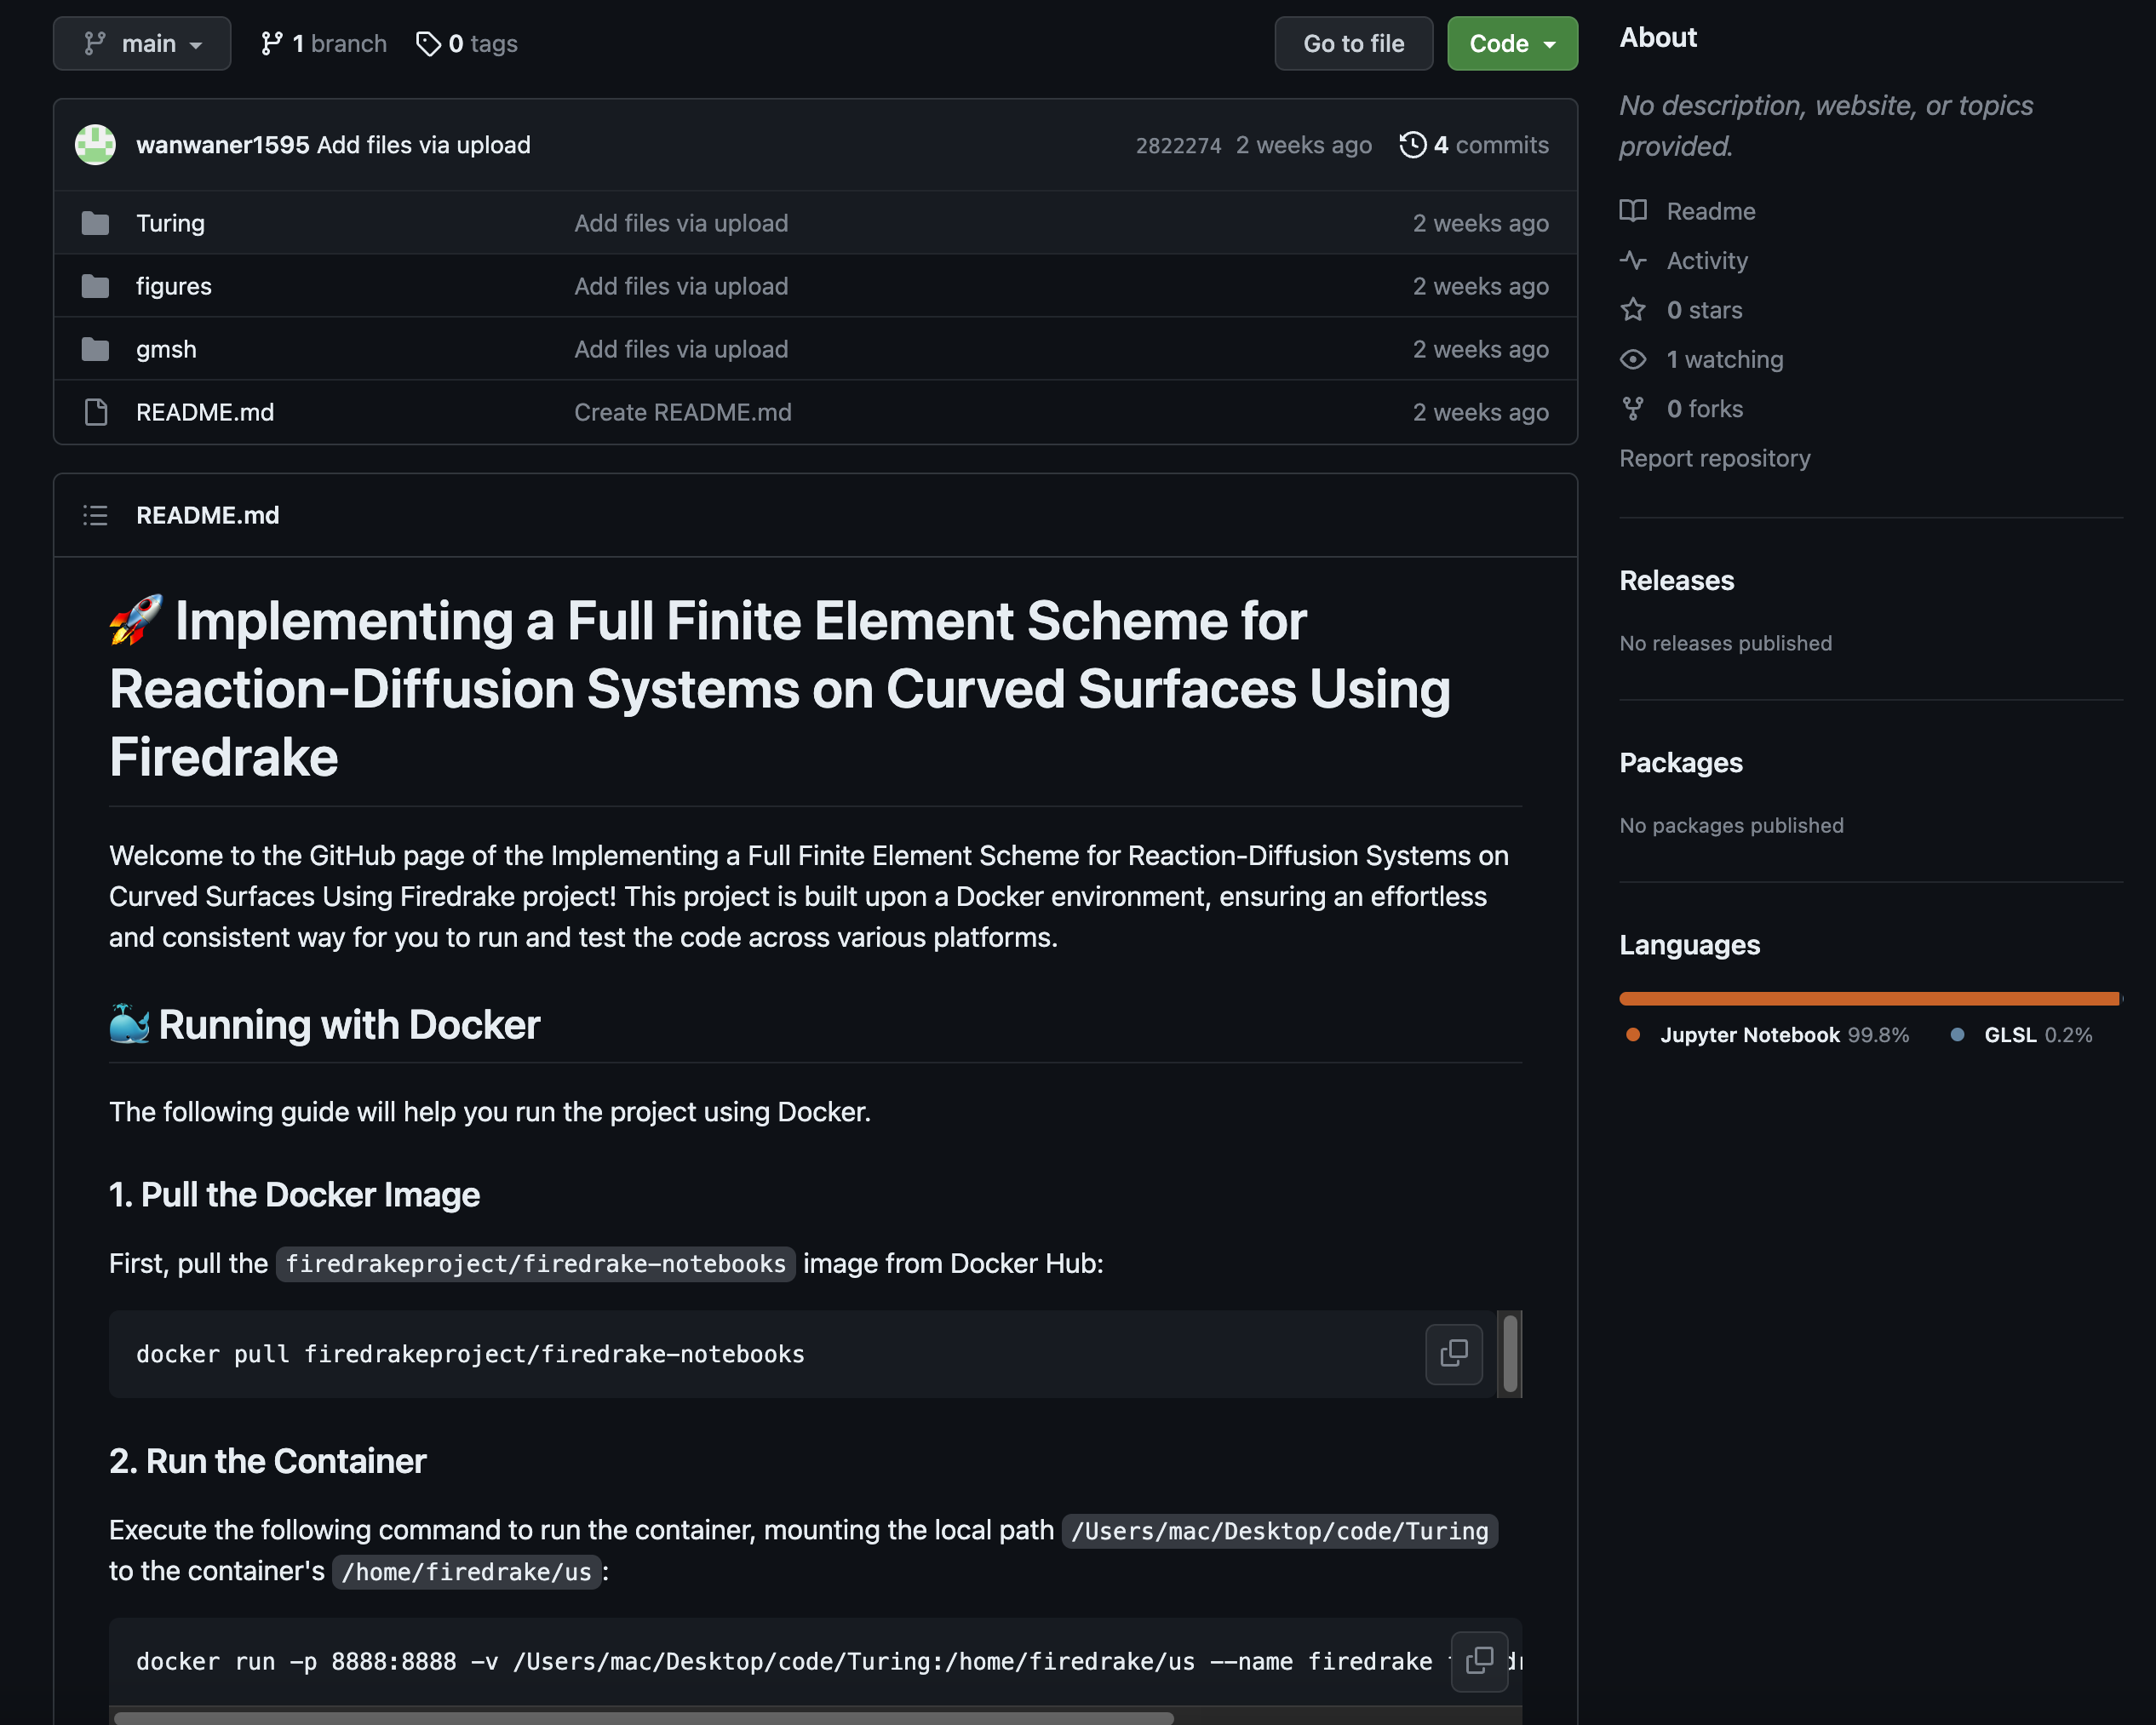 main
1 branch
0 tags
Go to file
Code
wanwaner1595 Add files via upload
2822274 2 weeks ago
4 commits
Turing Add files via upload 2 weeks ago
figures Add files via upload 2 weeks ago
gmsh Add files via upload 2 weeks ago
README.md Create README.md 2 weeks ago
README.md
🚀 Implementing a Full Finite Element Scheme for
Reaction-Diffusion Systems on Curved Surfaces Using
Firedrake
Welcome to the GitHub page of the Implementing a Full Finite Element Scheme for Reaction-Diffusion Systems on
Curved Surfaces Using Firedrake project! This project is built upon a Docker environment, ensuring an effortless
and consistent way for you to run and test the code across various platforms.
🐳 Running with Docker
The following guide will help you run the project using Docker.
1. Pull the Docker Image
First, pull the firedrakeproject/firedrake-notebooks image from Docker Hub:
docker pull firedrakeproject/firedrake-notebooks
2. Run the Container
Execute the following command to run the container, mounting the local path /Users/mac/Desktop/code/Turing
to the container's /home/firedrake/us :
docker run -p 8888:8888 -v /Users/mac/Desktop/code/Turing:/home/firedrake/us --name firedrake
About
No description, website, or topics
provided.
Readme
Activity
0 stars
1 watching
0 forks
Report repository
Releases
No releases published
Packages
No packages published
Languages
Jupyter Notebook 99.8%
GLSL 0.2%